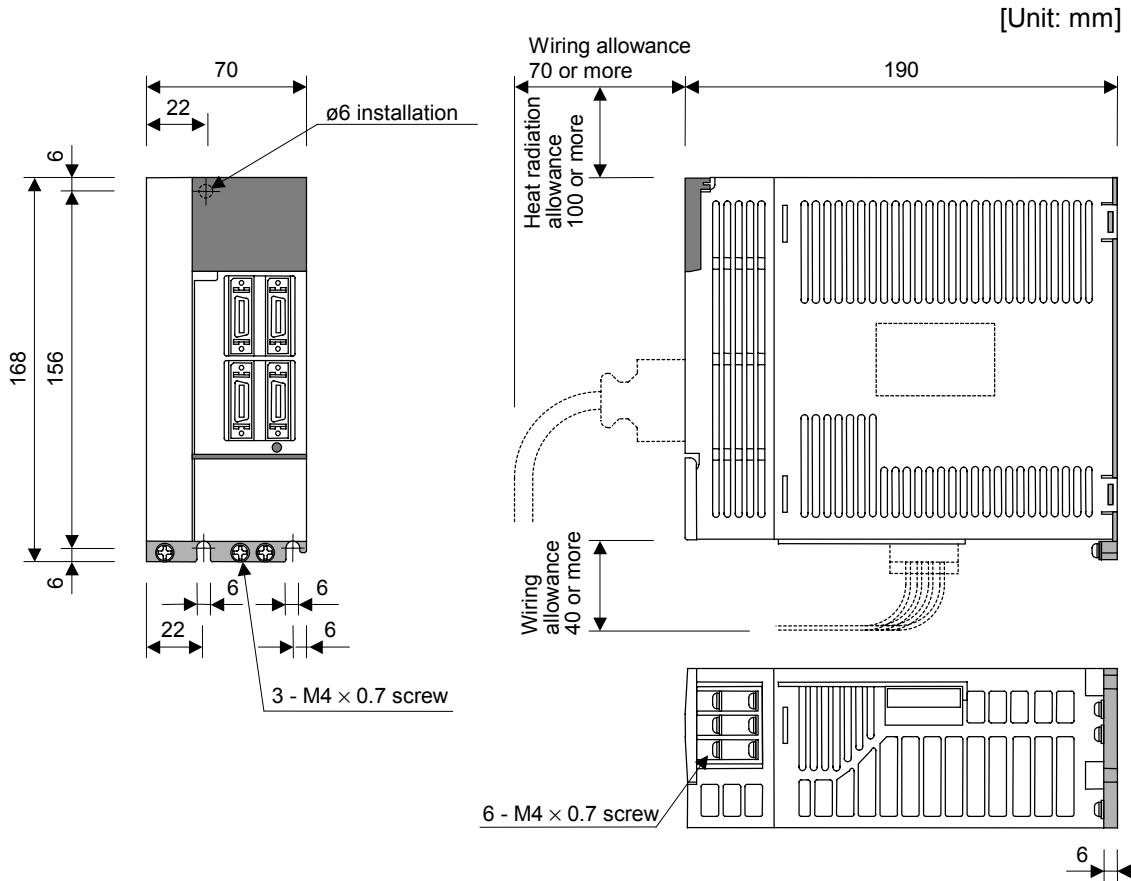 [Unit: mm]
Wiring allowance
70 or more
70
190
22
ø6 installation
6
Heat radiation
allowance
100 or more
168
156
6
6
6
22
6
Wiring
allowance
40 or more
3 - M4 × 0.7 screw
6 - M4 × 0.7 screw
6